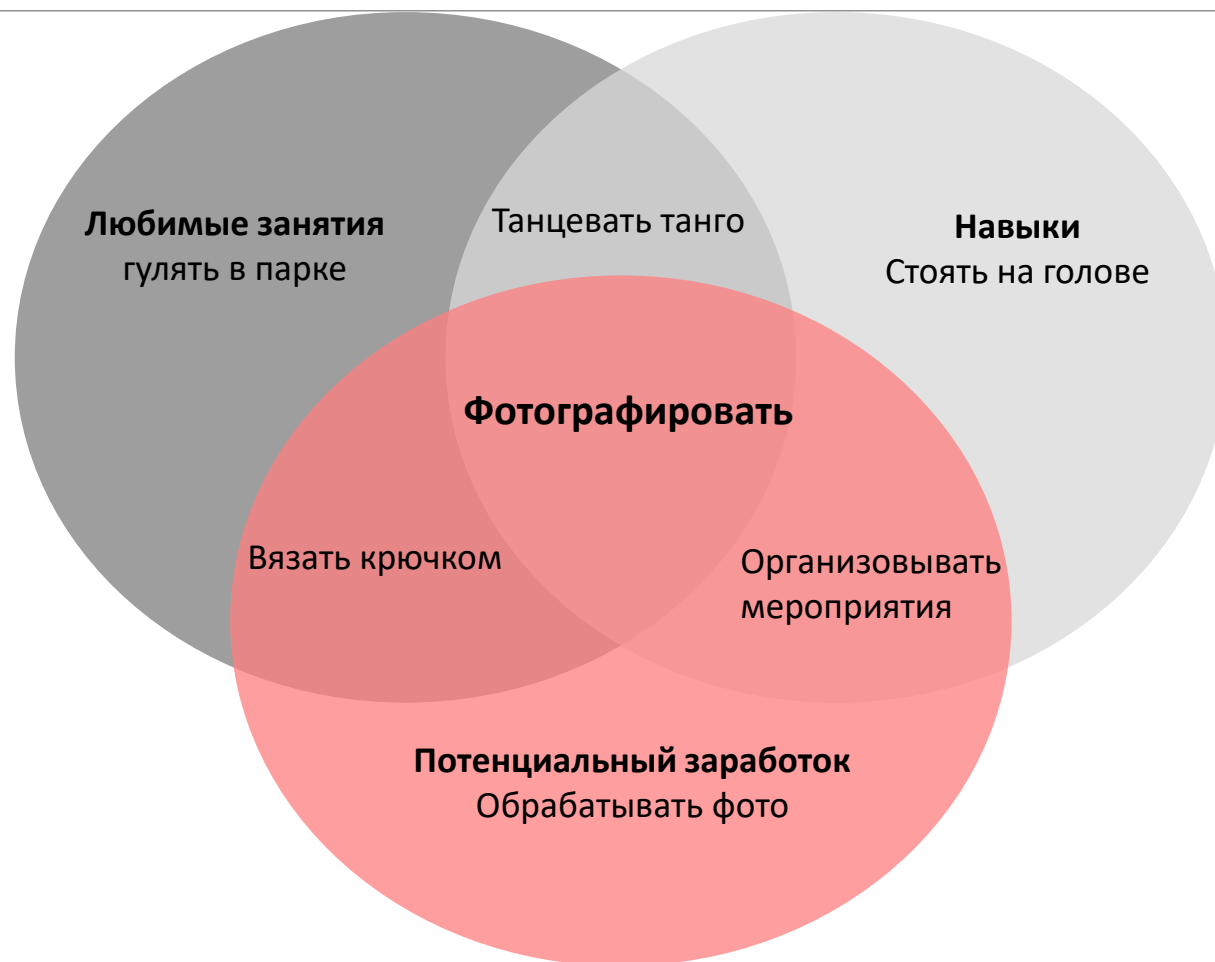 Любимые занятия
гулять в парке
Танцевать танго
Навыки
Стоять на голове
Фотографировать
Вязать крючком
Организовывать
мероприятия
Потенциальный заработок
Обрабатывать фото